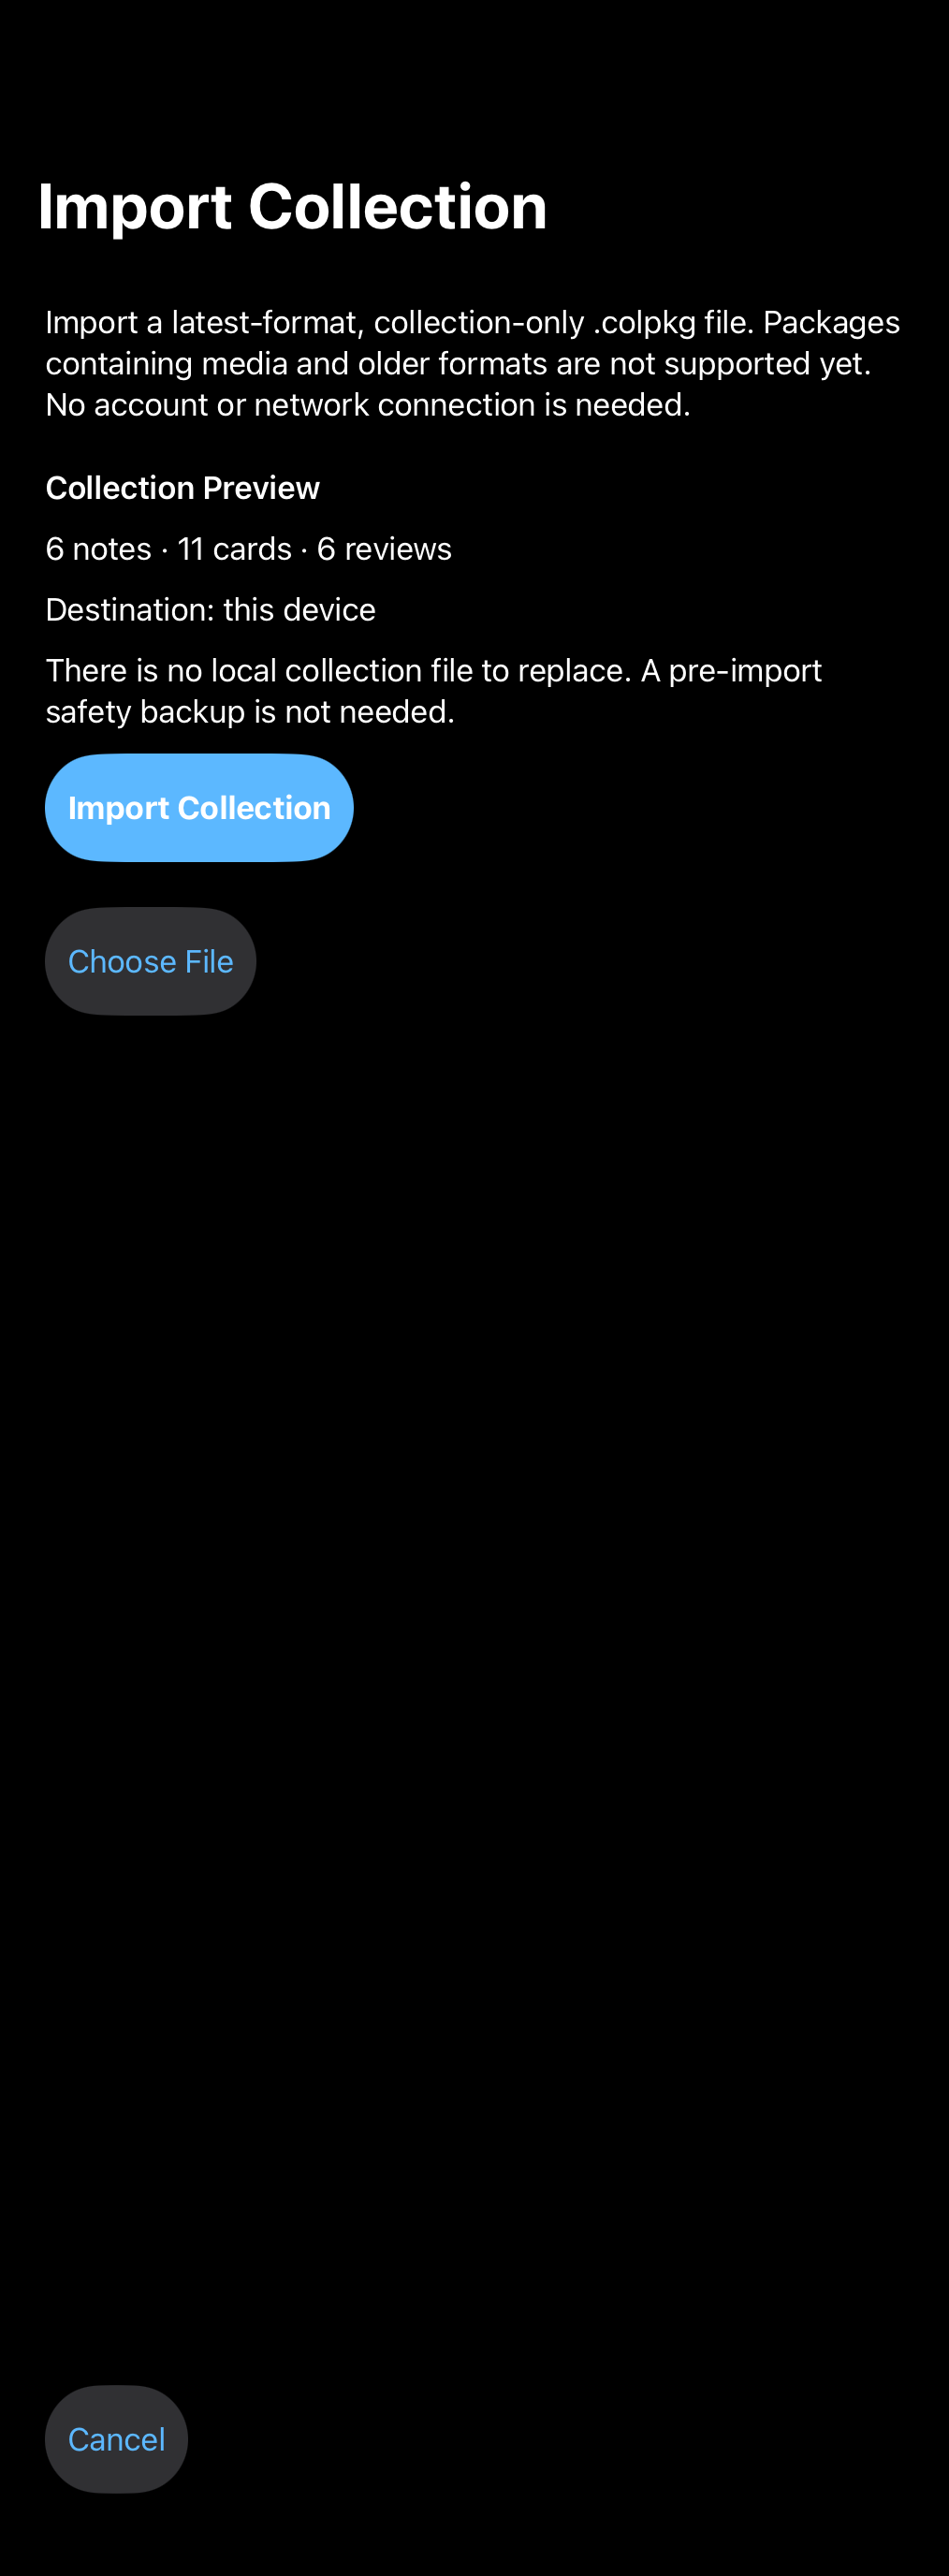 Import Collection
Import a latest-format, collection-only .colpkg file. Packages
containing media and older formats are not supported yet.
No account or network connection is needed.
Collection Preview
6 notes · 11 cards · 6 reviews
Destination: this device
There is no local collection file to replace. A pre-import
safety backup is not needed.
Import Collection
Choose File
Cancel